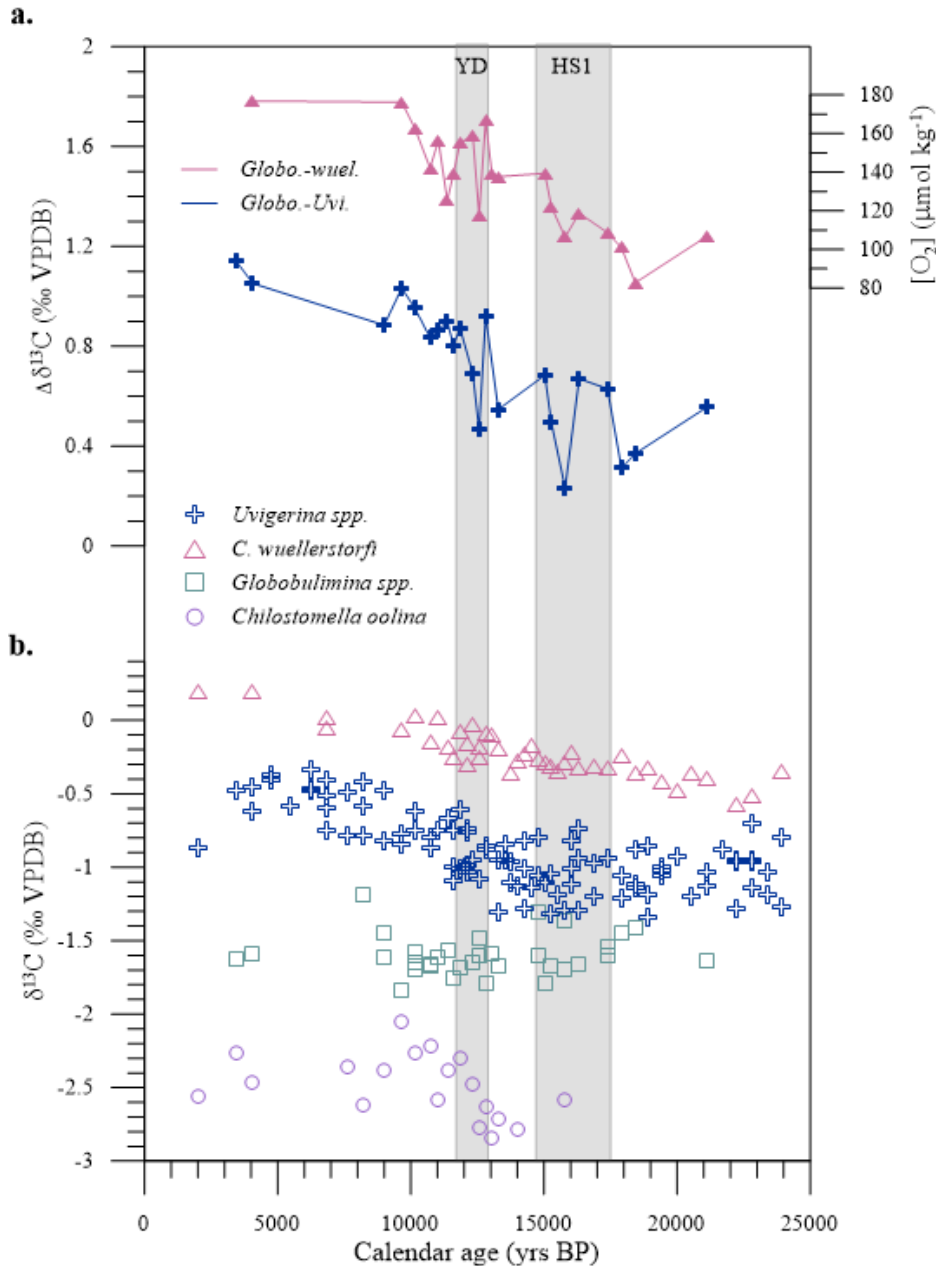 a.
YD
HS1
2
1.6
1.2
0.8
0.4
0
Δδ¹³C (‰ VPDB)
180
160
140
120
100
80
[O₂] (μmol kg⁻¹)
Globo.-wuel.
Globo.-Uvi.
Uvigerina spp.
C. wuellerstorfi
Globobulimina spp.
Chilostomella oolina
b.
0
-0.5
-1
-1.5
-2
-2.5
-3
δ¹³C (‰ VPDB)
0
5000
10000
15000
20000
25000
Calendar age (yrs BP)